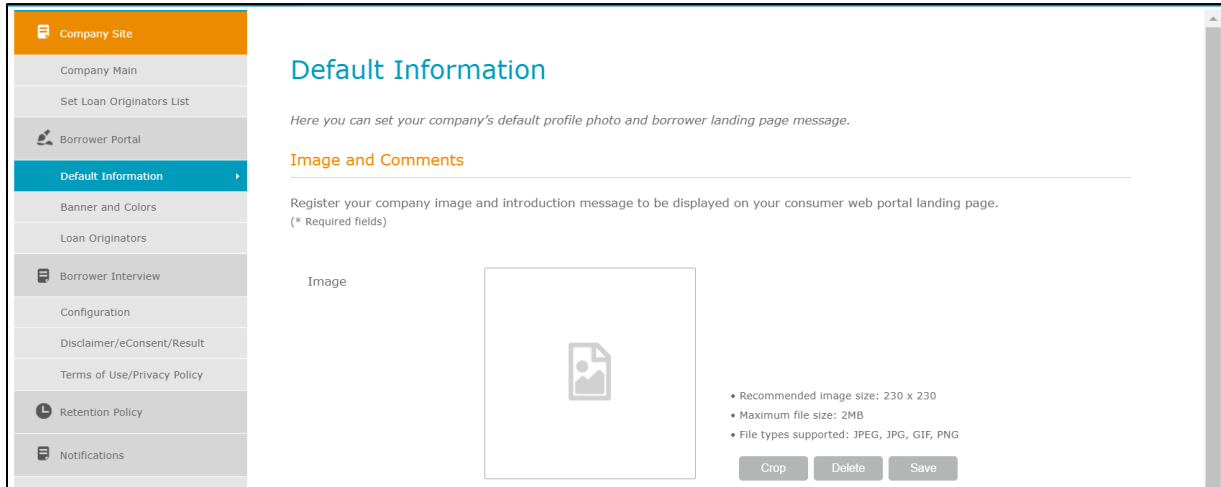 Company Site
Company Main
Set Loan Originators List
Borrower Portal
Default Information
Banner and Colors
Loan Originators
Borrower Interview
Configuration
Disclaimer/eConsent/Result
Terms of Use/Privacy Policy
Retention Policy
Notifications
Default Information
Here you can set your company's default profile photo and borrower landing page message.
Image and Comments
Register your company image and introduction message to be displayed on your consumer web portal landing page.
(* Required fields)
Image
• Recommended image size: 230 x 230
• Maximum file size: 2MB
• File types supported: JPEG, JPG, GIF, PNG
Crop Delete Save